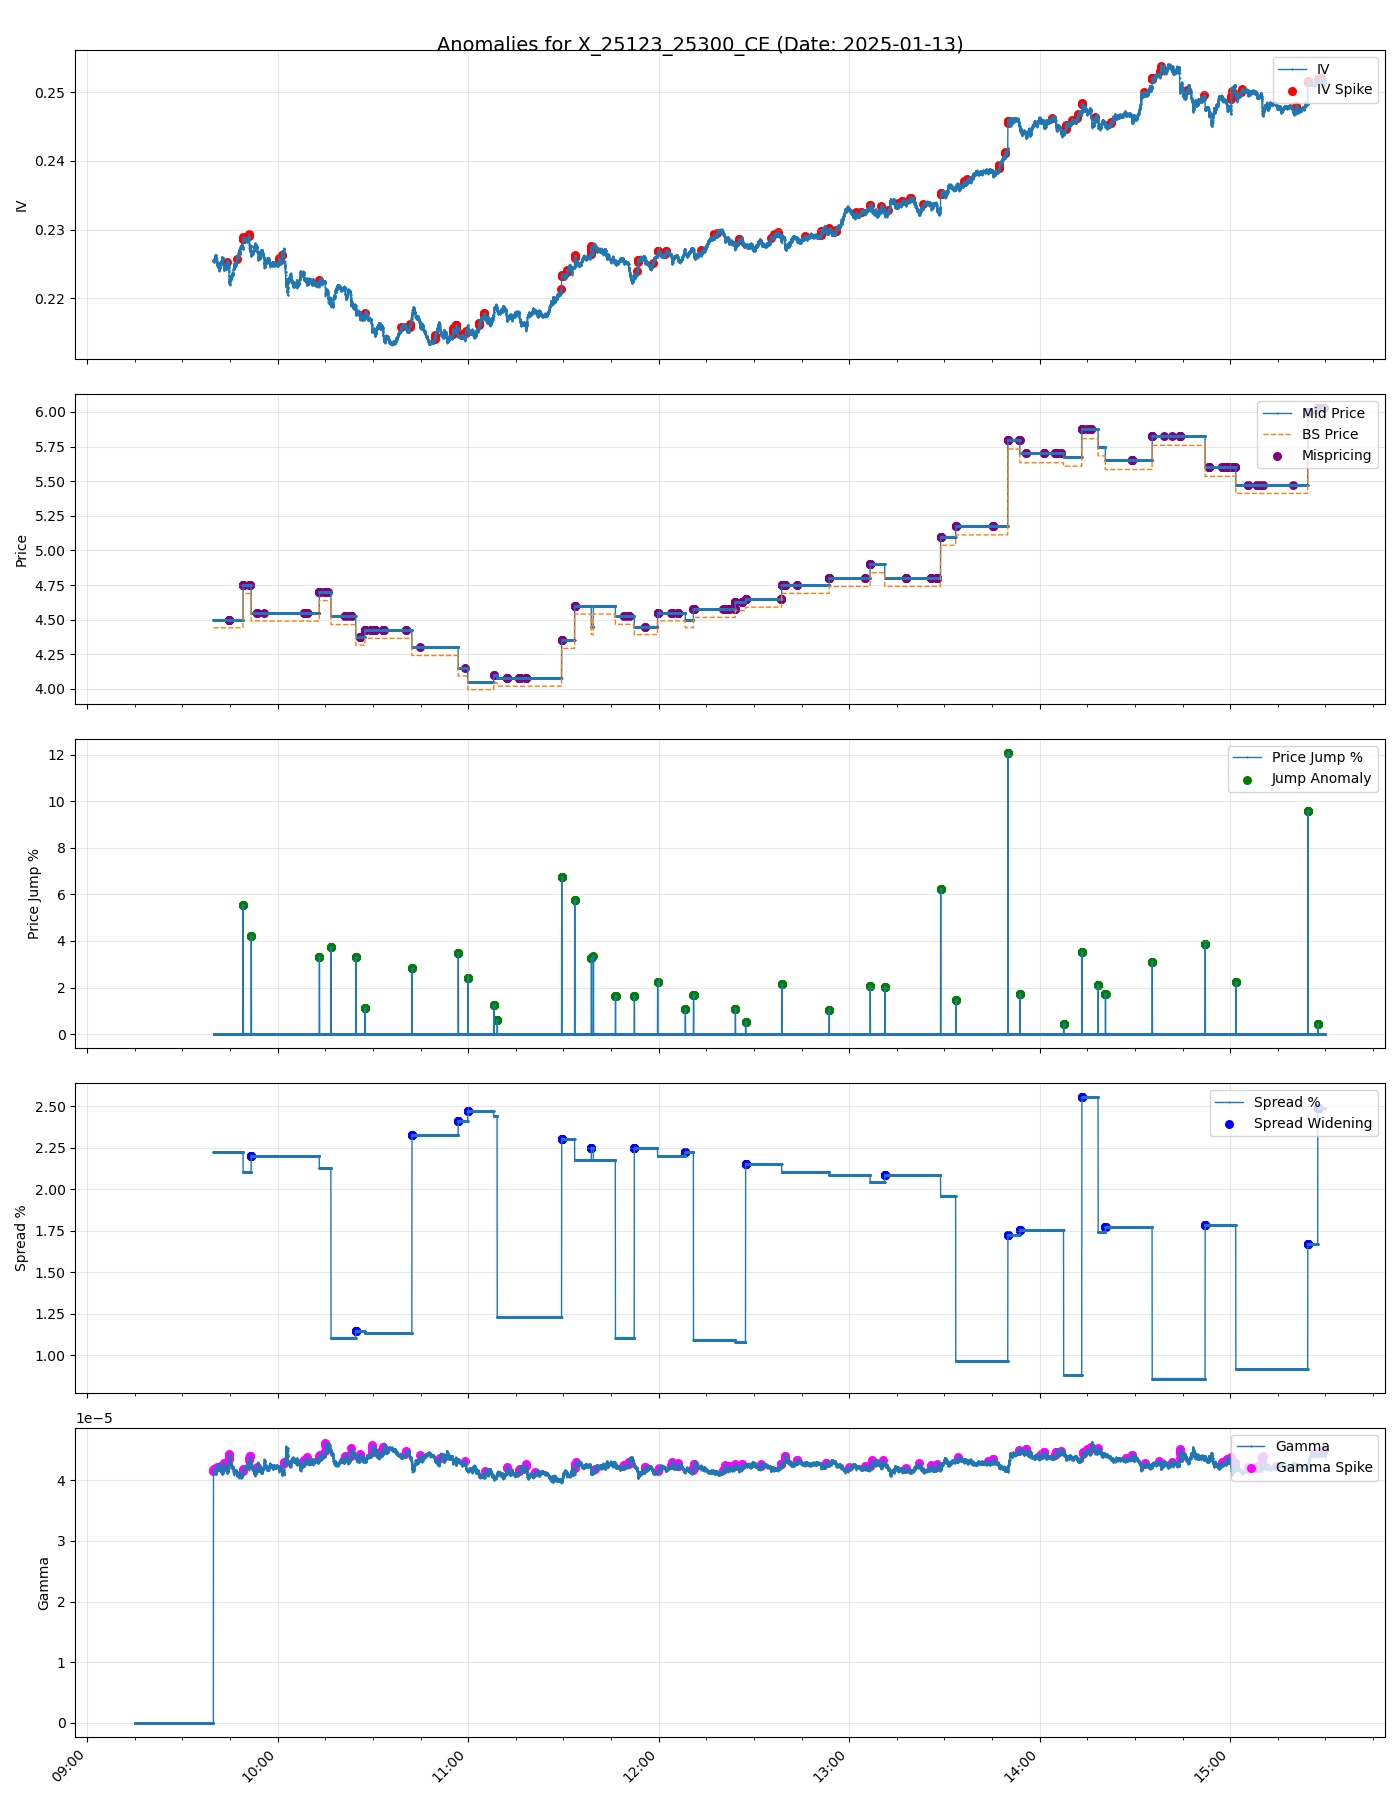 Anomalies for X_25123_25300_CE (Date: 2025-01-13)
IV
IV Spike
0.25
0.24
0.23
0.22
IV
Mid Price
BS Price
Mispricing
6.00
5.75
5.50
5.25
5.00
4.75
4.50
4.25
4.00
Price
Price Jump %
Jump Anomaly
12
10
8
6
4
2
0
Price Jump %
Spread %
Spread Widening
2.50
2.25
2.00
1.75
1.50
1.25
1.00
Spread %
1e−5
Gamma
Gamma Spike
4
3
2
1
0
Gamma
09:00 10:00 11:00 12:00 13:00 14:00 15:00